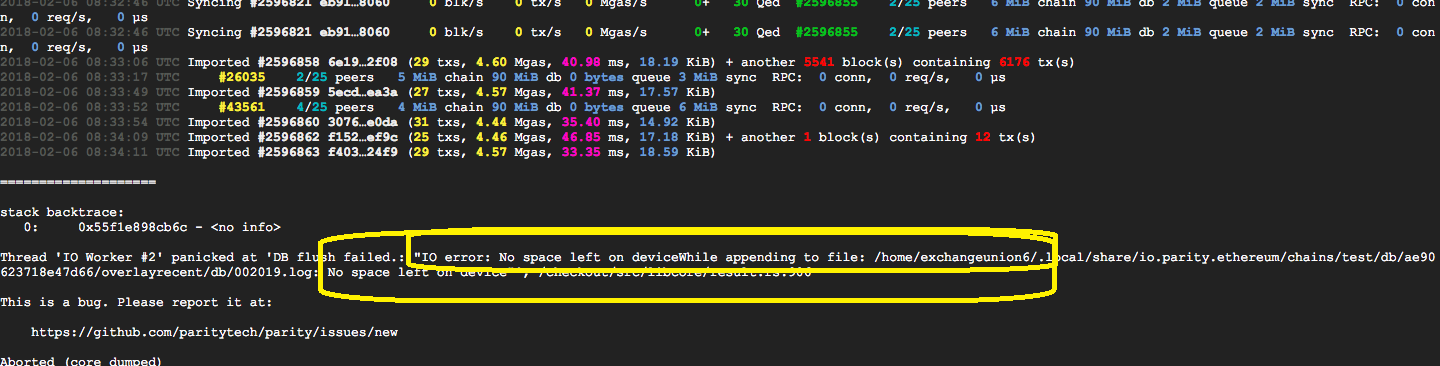 2018-02-06 08:32:46 UTC Syncing #2596821 eb91…8060     0 blk/s    0 tx/s    0 Mgas/s      0+   30 Qed  #2596855    2/25 peers   6 MiB chain 90 MiB db 2 MiB queue 2 MiB sync  RPC:  0 con
n,  0 req/s,   0 µs
2018-02-06 08:32:46 UTC Syncing #2596821 eb91…8060     0 blk/s    0 tx/s    0 Mgas/s      0+   30 Qed  #2596855    2/25 peers   6 MiB chain 90 MiB db 2 MiB queue 2 MiB sync  RPC:  0 con
n,  0 req/s,   0 µs
2018-02-06 08:33:06 UTC Imported #2596858 6e19…2f08 (29 txs, 4.60 Mgas, 40.98 ms, 18.19 KiB) + another 5541 block(s) containing 6176 tx(s)
2018-02-06 08:33:17 UTC     #26035    2/25 peers   5 MiB chain 90 MiB db 0 bytes queue 3 MiB sync  RPC:  0 conn,  0 req/s,   0 µs
2018-02-06 08:33:49 UTC Imported #2596859 5ecd…ea3a (27 txs, 4.57 Mgas, 41.37 ms, 17.57 KiB)
2018-02-06 08:33:52 UTC     #43561    4/25 peers   4 MiB chain 90 MiB db 0 bytes queue 6 MiB sync  RPC:  0 conn,  0 req/s,   0 µs
2018-02-06 08:33:54 UTC Imported #2596860 3076…e0da (31 txs, 4.44 Mgas, 35.40 ms, 14.92 KiB)
2018-02-06 08:34:09 UTC Imported #2596862 f152…ef9c (25 txs, 4.46 Mgas, 46.85 ms, 17.18 KiB) + another 1 block(s) containing 12 tx(s)
2018-02-06 08:34:11 UTC Imported #2596863 f403…24f9 (29 txs, 4.57 Mgas, 33.35 ms, 18.59 KiB)
====================
stack backtrace:
   0:     0x55f1e898cb6c - <no info>
Thread 'IO Worker #2' panicked at 'DB flush failed.: "IO error: No space left on deviceWhile appending to file: /home/exchangeunion6/.local/share/io.parity.ethereum/chains/test/db/ae90
623718e47d66/overlayrecent/db/002019.log: No space left on device"', /checkout/src/libcore/result.rs:906
This is a bug. Please report it at:
    https://github.com/paritytech/parity/issues/new
Aborted (core dumped)